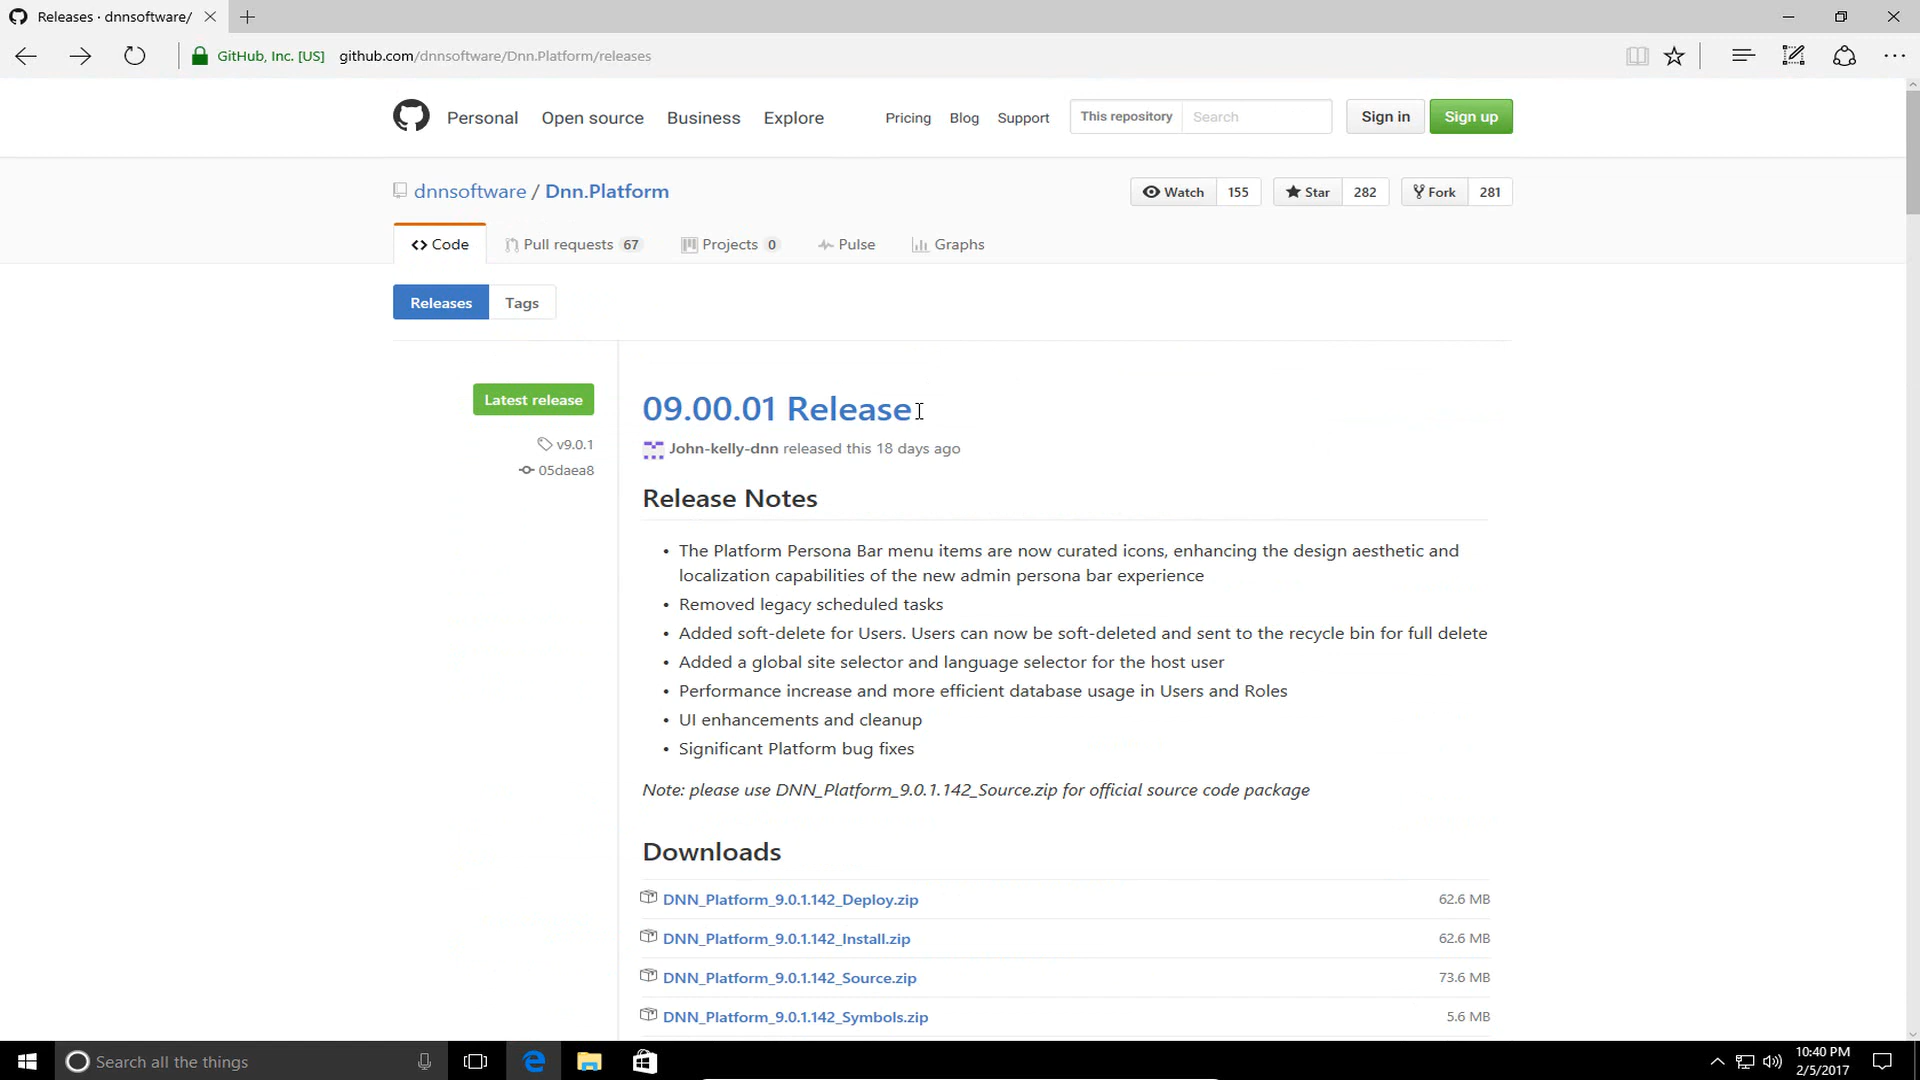 Releases · dnnsoftware/
GitHub, Inc. [US] github.com/dnnsoftware/Dnn.Platform/releases
Personal Open source Business Explore Pricing Blog Support This repository Search Sign in Sign up
dnnsoftware / Dnn.Platform Watch 155 Star 282 Fork 281
Code Pull requests 67 Projects 0 Pulse Graphs
Releases Tags
Latest release
v9.0.1
05daea8
09.00.01 Release
John-kelly-dnn released this 18 days ago
Release Notes
• The Platform Persona Bar menu items are now curated icons, enhancing the design aesthetic and
localization capabilities of the new admin persona bar experience
• Removed legacy scheduled tasks
• Added soft-delete for Users. Users can now be soft-deleted and sent to the recycle bin for full delete
• Added a global site selector and language selector for the host user
• Performance increase and more efficient database usage in Users and Roles
• UI enhancements and cleanup
• Significant Platform bug fixes
Note: please use DNN_Platform_9.0.1.142_Source.zip for official source code package
Downloads
DNN_Platform_9.0.1.142_Deploy.zip 62.6 MB
DNN_Platform_9.0.1.142_Install.zip 62.6 MB
DNN_Platform_9.0.1.142_Source.zip 73.6 MB
DNN_Platform_9.0.1.142_Symbols.zip 5.6 MB
Search all the things
10:40 PM
2/5/2017